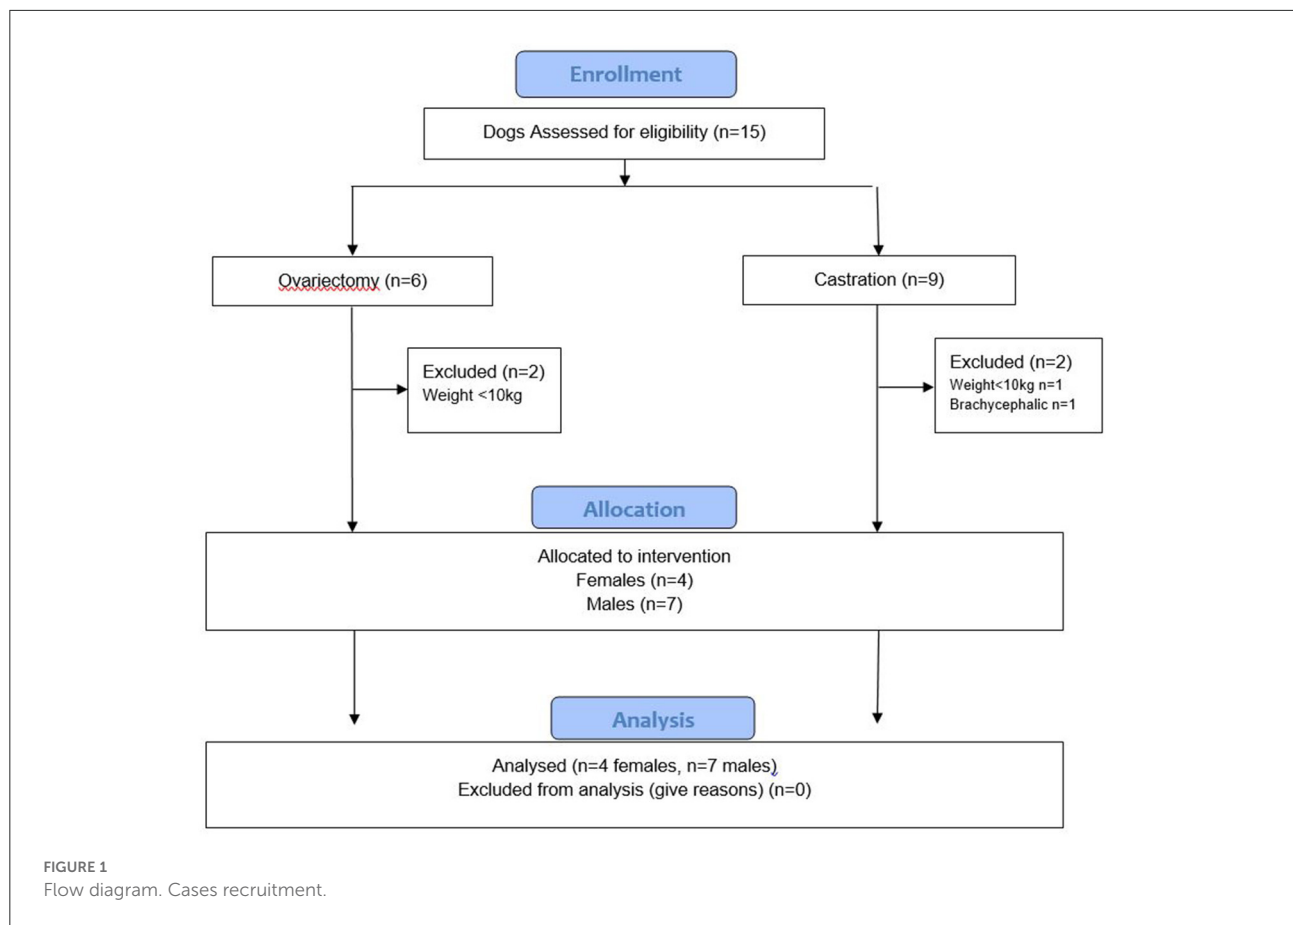 Enrollment
Dogs Assessed for eligibility (n=15)
Ovariectomy (n=6)
Castration (n=9)
Excluded (n=2)
Weight <10kg
Excluded (n=2)
Weight<10kg n=1
Brachycephalic n=1
Allocation
Allocated to intervention
Females (n=4)
Males (n=7)
Analysis
Analysed (n=4 females, n=7 males)
Excluded from analysis (give reasons) (n=0)
FIGURE 1
Flow diagram. Cases recruitment.